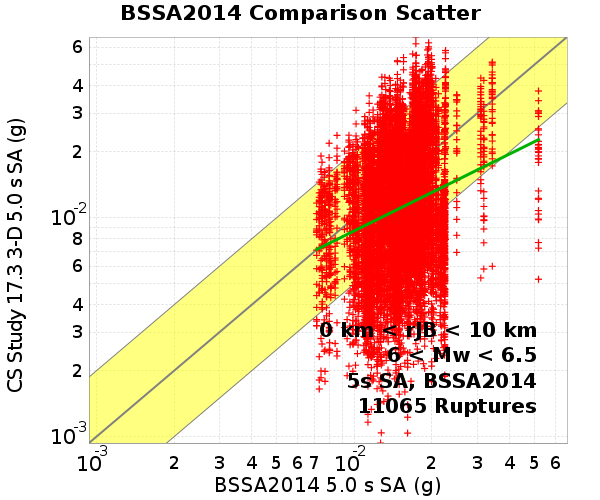 BSSA2014 Comparison Scatter
CS Study 17.3 3-D 5.0 s SA (g)
6
4
3
2
10-2
8
6
4
3
2
10-3
0 km < rJB < 10 km
6 < Mw < 6.5
5s SA, BSSA2014
11065 Ruptures
10-3 2 3 4 5 6 7 10-2 2 3 4 5 6
BSSA2014 5.0 s SA (g)